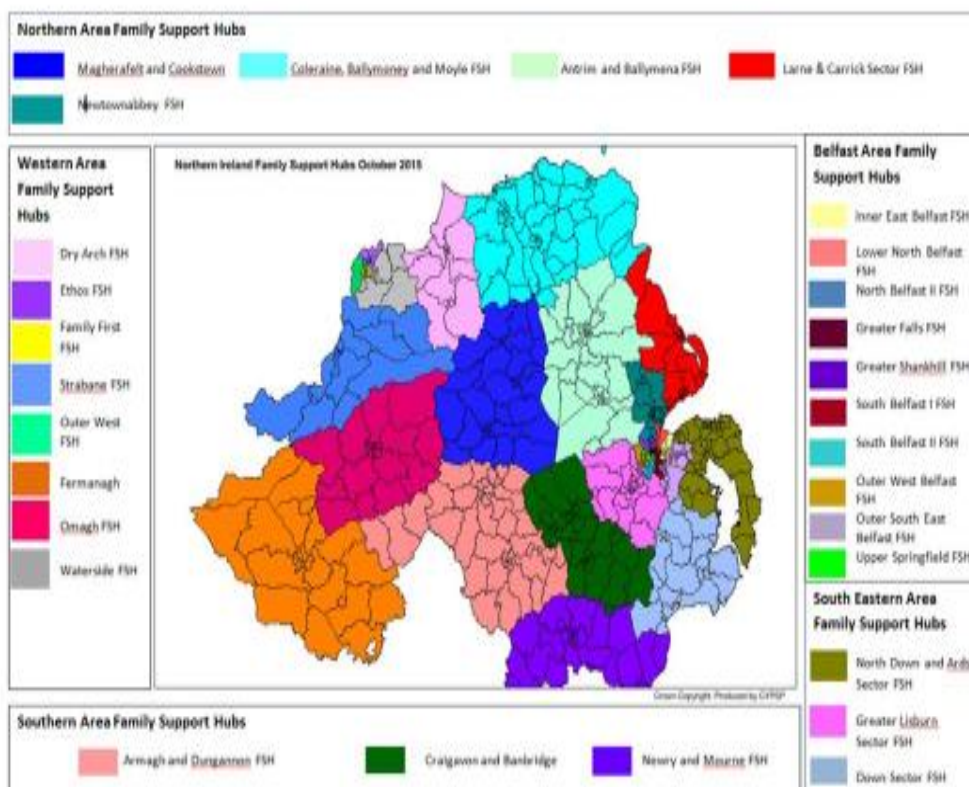 Northern Area Family Support Hubs
Magherafelt and Cookstown
Coleraine, Ballymoney and Moyle FSH
Antrim and Ballymena FSH
Larne & Carrick Sector FSH
Newtownabbey FSH
Western Area
Family Support
Hubs
Dry Arch FSH
Ethos FSH
Family First
FSH
Strabane FSH
Outer West
FSH
Fermanagh
Omagh FSH
Waterside FSH
Northern Ireland Family Support Hubs October 2015
Crown Copyright. Produced by CYPSP
Belfast Area Family
Support Hubs
Inner East Belfast FSH
Lower North Belfast
FSH
North Belfast II FSH
Greater Falls FSH
Greater Shankhill FSH
South Belfast I FSH
South Belfast II FSH
Outer West Belfast
FSH
Outer South East
Belfast FSH
Upper Springfield FSH
South Eastern Area
Family Support Hubs
North Down and Ards
Sector FSH
Greater Lisburn
Sector FSH
Down Sector FSH
Southern Area Family Support Hubs
Armagh and Dungannon FSH
Craigavon and Banbridge
Newry and Mourne FSH